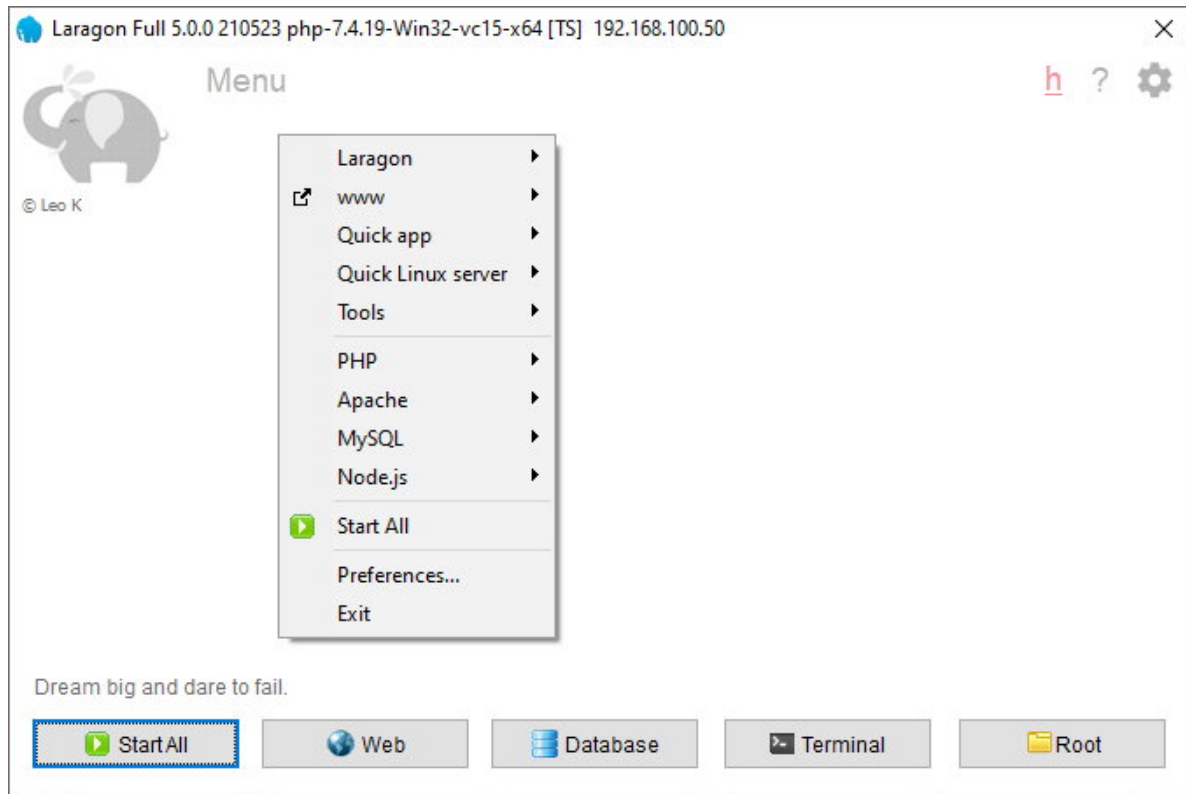 Laragon Full 5.0.0 210523 php-7.4.19-Win32-vc15-x64 [TS] 192.168.100.50
Menu
h ?
© Leo K
Laragon
www
Quick app
Quick Linux server
Tools
PHP
Apache
MySQL
Node.js
Start All
Preferences...
Exit
Dream big and dare to fail.
Start All Web Database Terminal Root